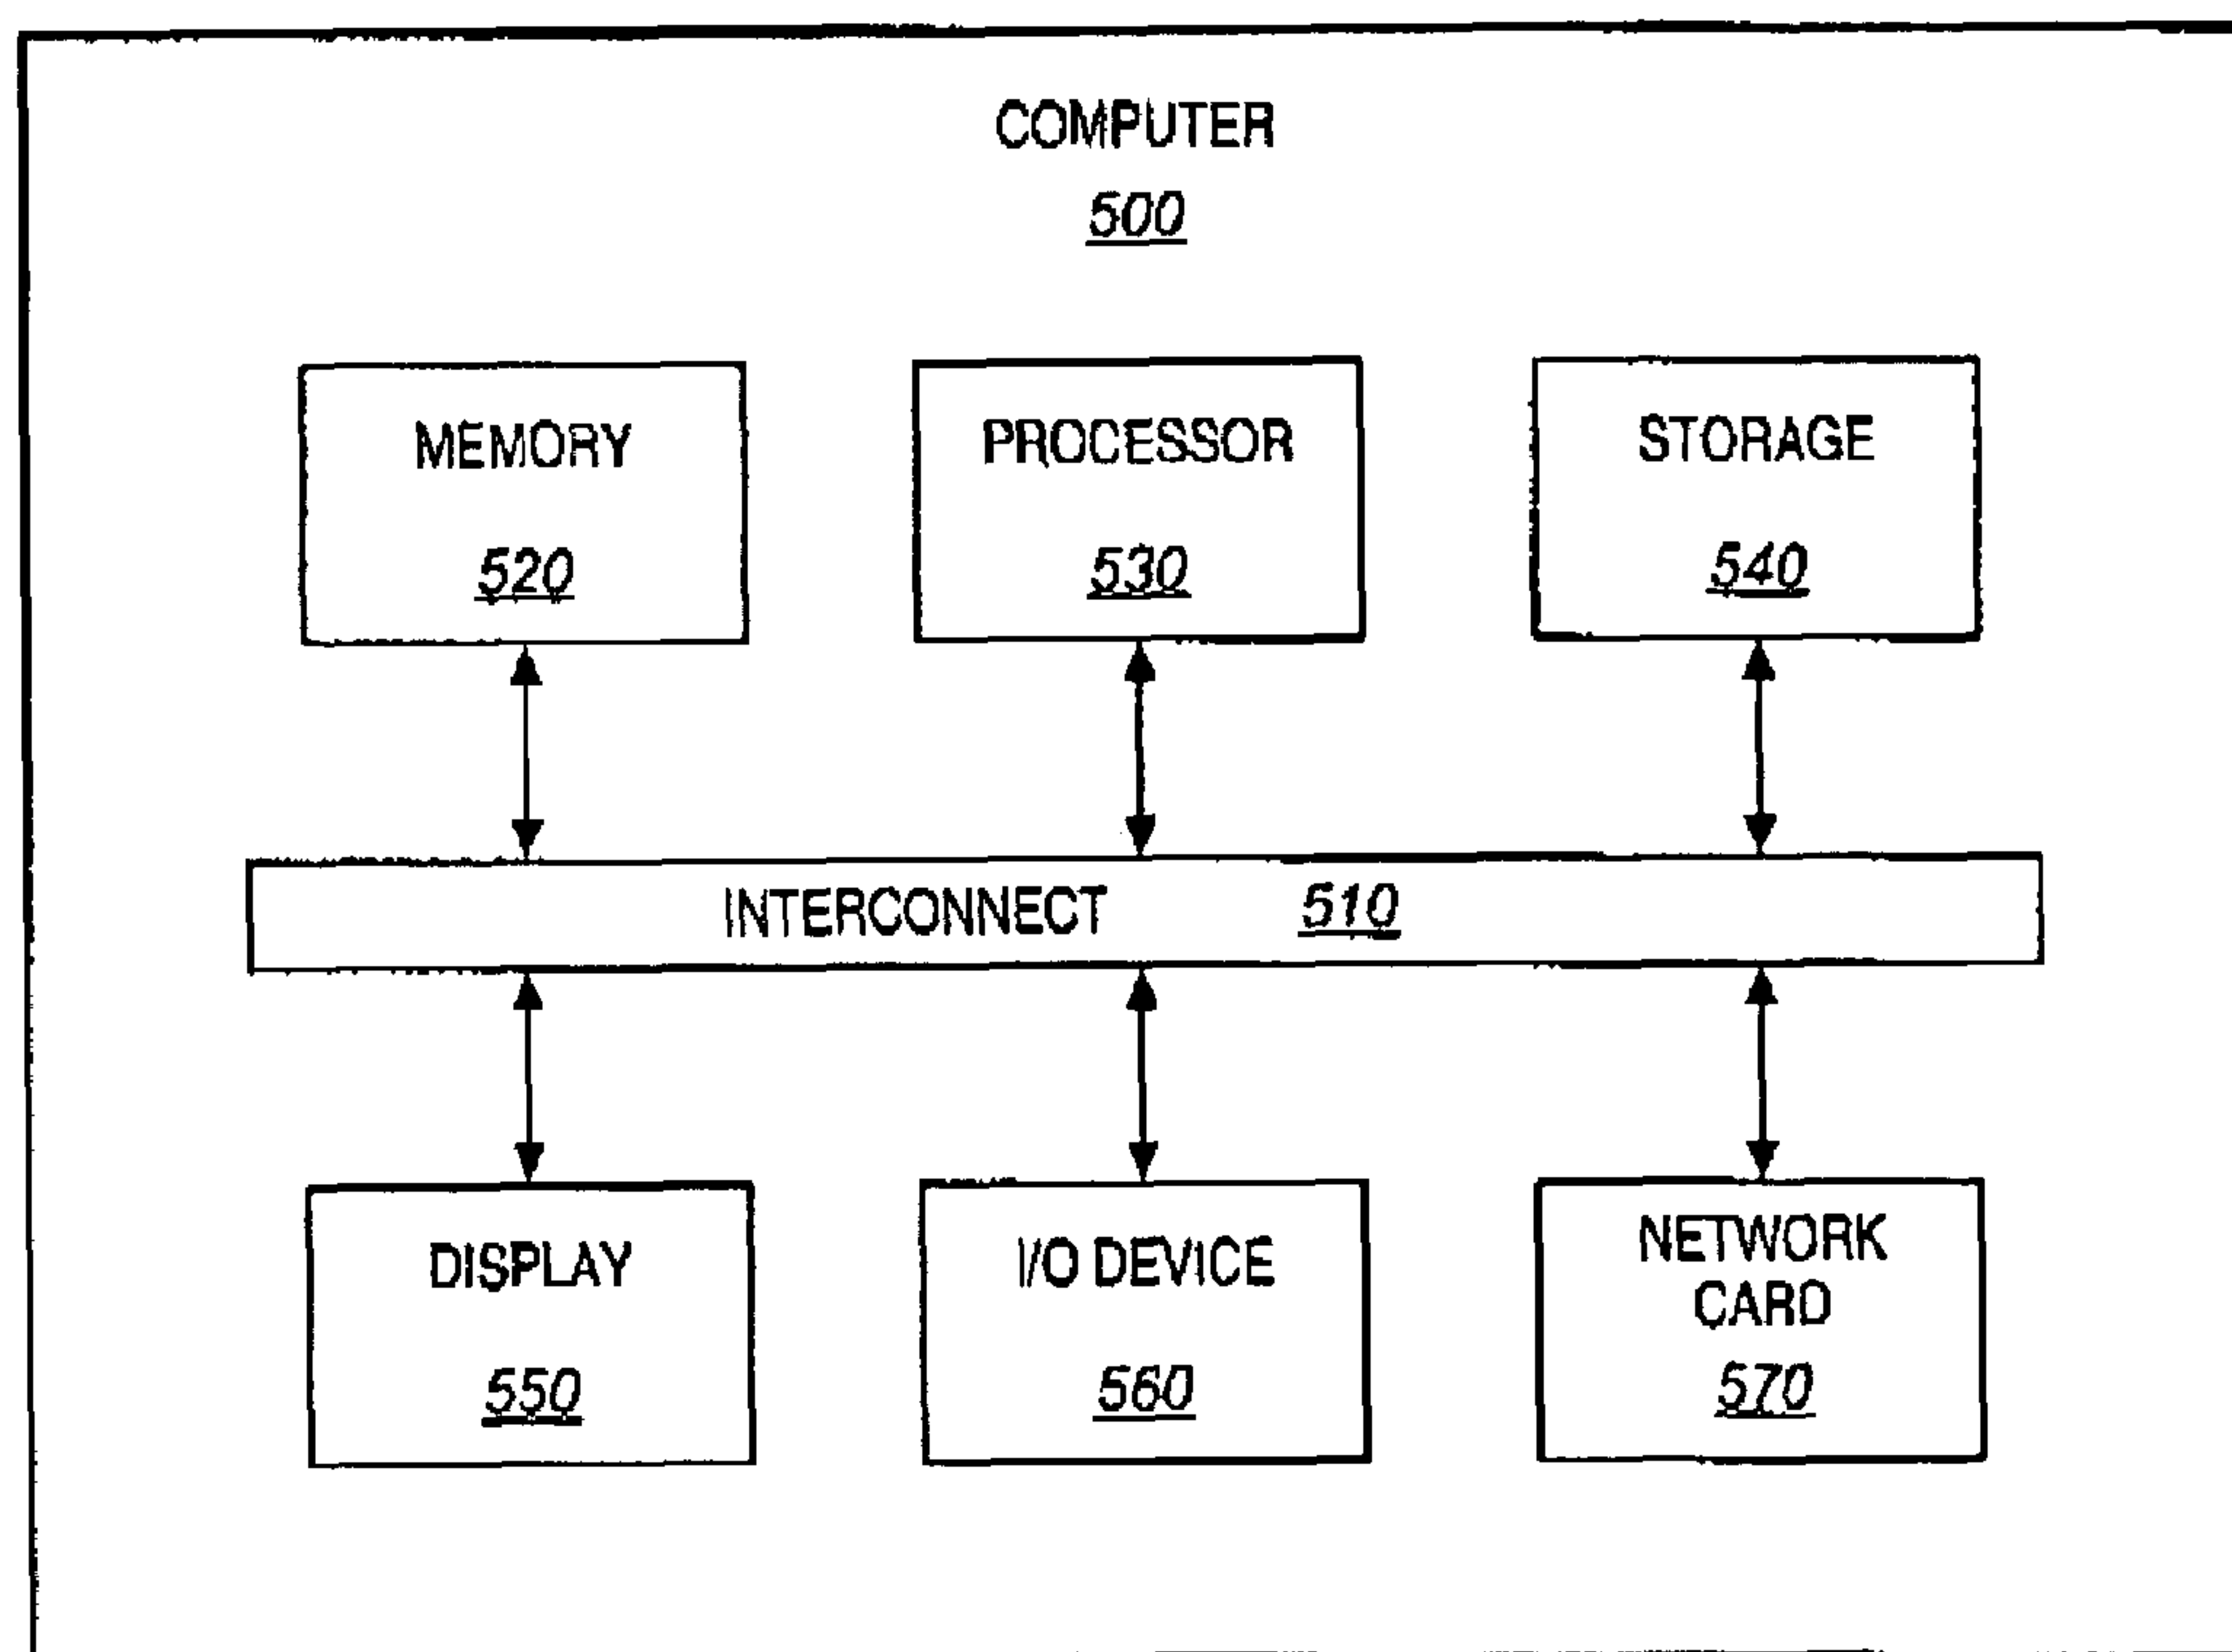 COMPUTER
500
MEMORY
520
PROCESSOR
530
STORAGE
540
INTERCONNECT 510
DISPLAY
550
I/O DEVICE
560
NETWORK
CARD
570